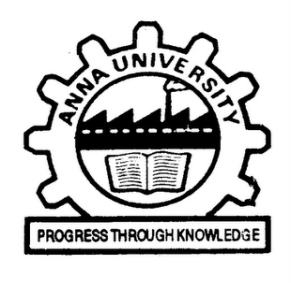 ANNA UNIVERSITY
PROGRESS THROUGH KNOWLEDGE